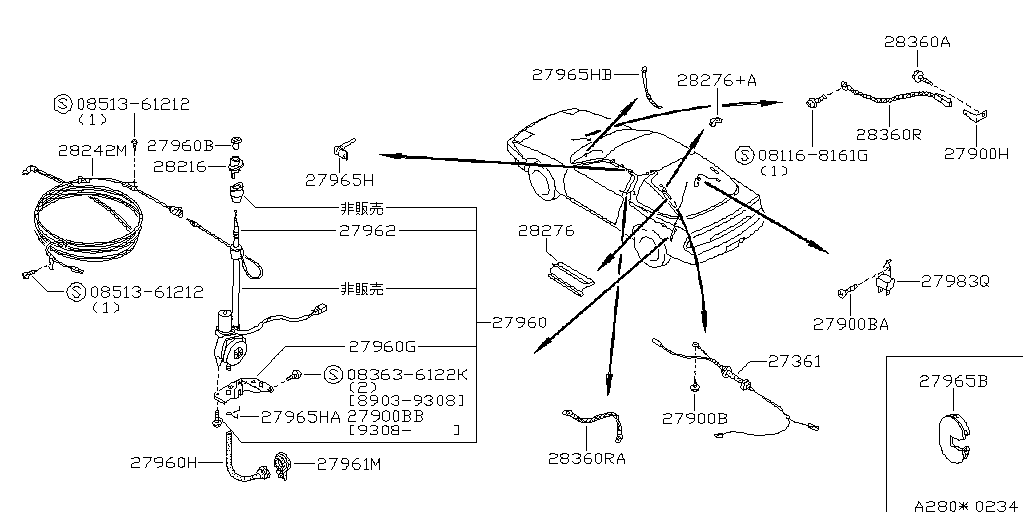 28360A
27965HB
28276+A
Ⓢ08513-61212
(1)
27960B
28242M
28216
27965H
28360R
27900H
Ⓢ08116-8161G
(1)
非販売
27962
28276
27983Q
非販売
Ⓢ08513-61212
(1)
27960
27900BA
27960G
27361
Ⓢ08363-6122K
(2)
[8903-9308]
27965B
27965HA
27900BB
[9308-    ]
27900B
27960H
27961M
28360RA
A280* 0234